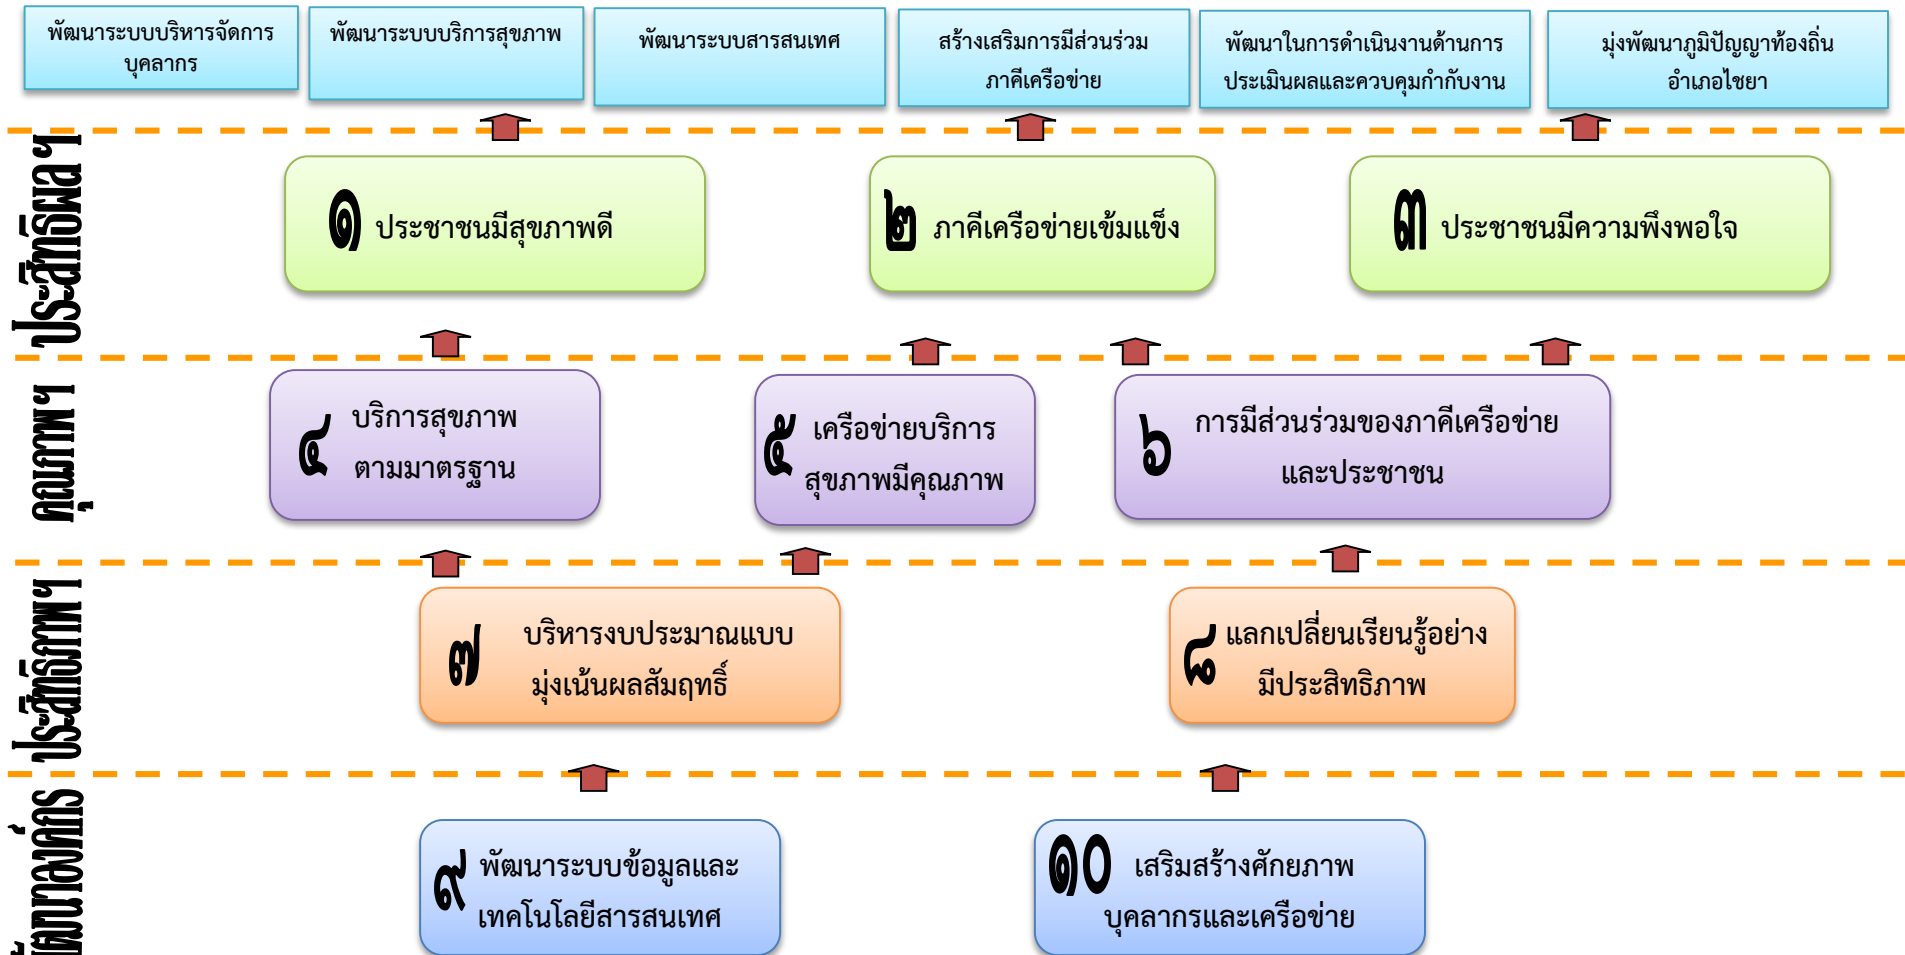 พัฒนาระบบบริหารจัดการ
บุคลากร
พัฒนาระบบบริการสุขภาพ
พัฒนาระบบสารสนเทศ
สร้างเสริมการมีส่วนร่วม
ภาคีเครือข่าย
พัฒนาในการดำเนินงานด้านการ
ประเมินผลและควบคุมกำกับงาน
มุ่งพัฒนาภูมิปัญญาท้องถิ่น
อำเภอไชยา
ประสิทธิผลฯ
๑ ประชาชนมีสุขภาพดี
๒ ภาคีเครือข่ายเข้มแข็ง
๓ ประชาชนมีความพึงพอใจ
คุณภาพฯ
๔ บริการสุขภาพ
ตามมาตรฐาน
๕ เครือข่ายบริการ
สุขภาพมีคุณภาพ
๖ การมีส่วนร่วมของภาคีเครือข่าย
และประชาชน
ประสิทธิภาพฯ
๗ บริหารงบประมาณแบบ
มุ่งเน้นผลสัมฤทธิ์
๘ แลกเปลี่ยนเรียนรู้อย่าง
มีประสิทธิภาพ
พัฒนาองค์กร
๙ พัฒนาระบบข้อมูลและ
เทคโนโลยีสารสนเทศ
๑๐ เสริมสร้างศักยภาพ
บุคลากรและเครือข่าย